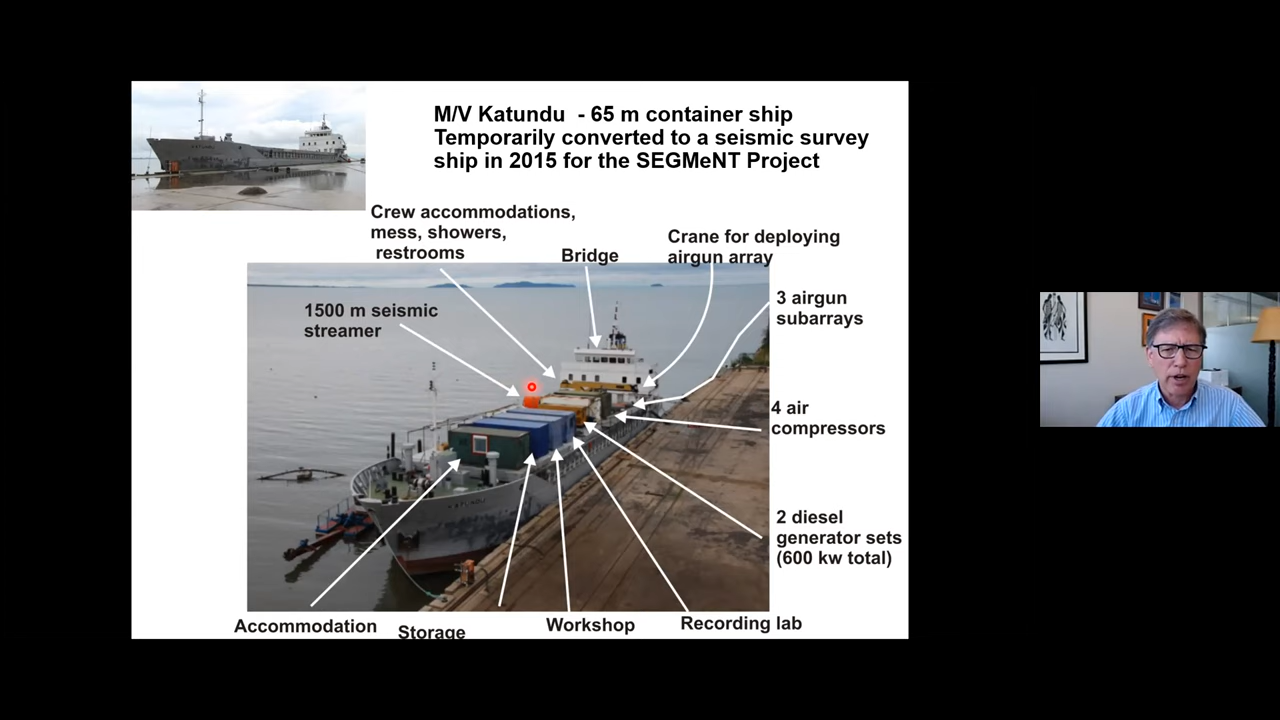 M/V Katundu - 65 m container ship
Temporarily converted to a seismic survey
ship in 2015 for the SEGMeNT Project
Crew accommodations,
mess, showers,
restrooms
Bridge
Crane for deploying
airgun array
1500 m seismic
streamer
3 airgun
subarrays
4 air
compressors
2 diesel
generator sets
(600 kw total)
Accommodation
Storage
Workshop
Recording lab
KATUNDU